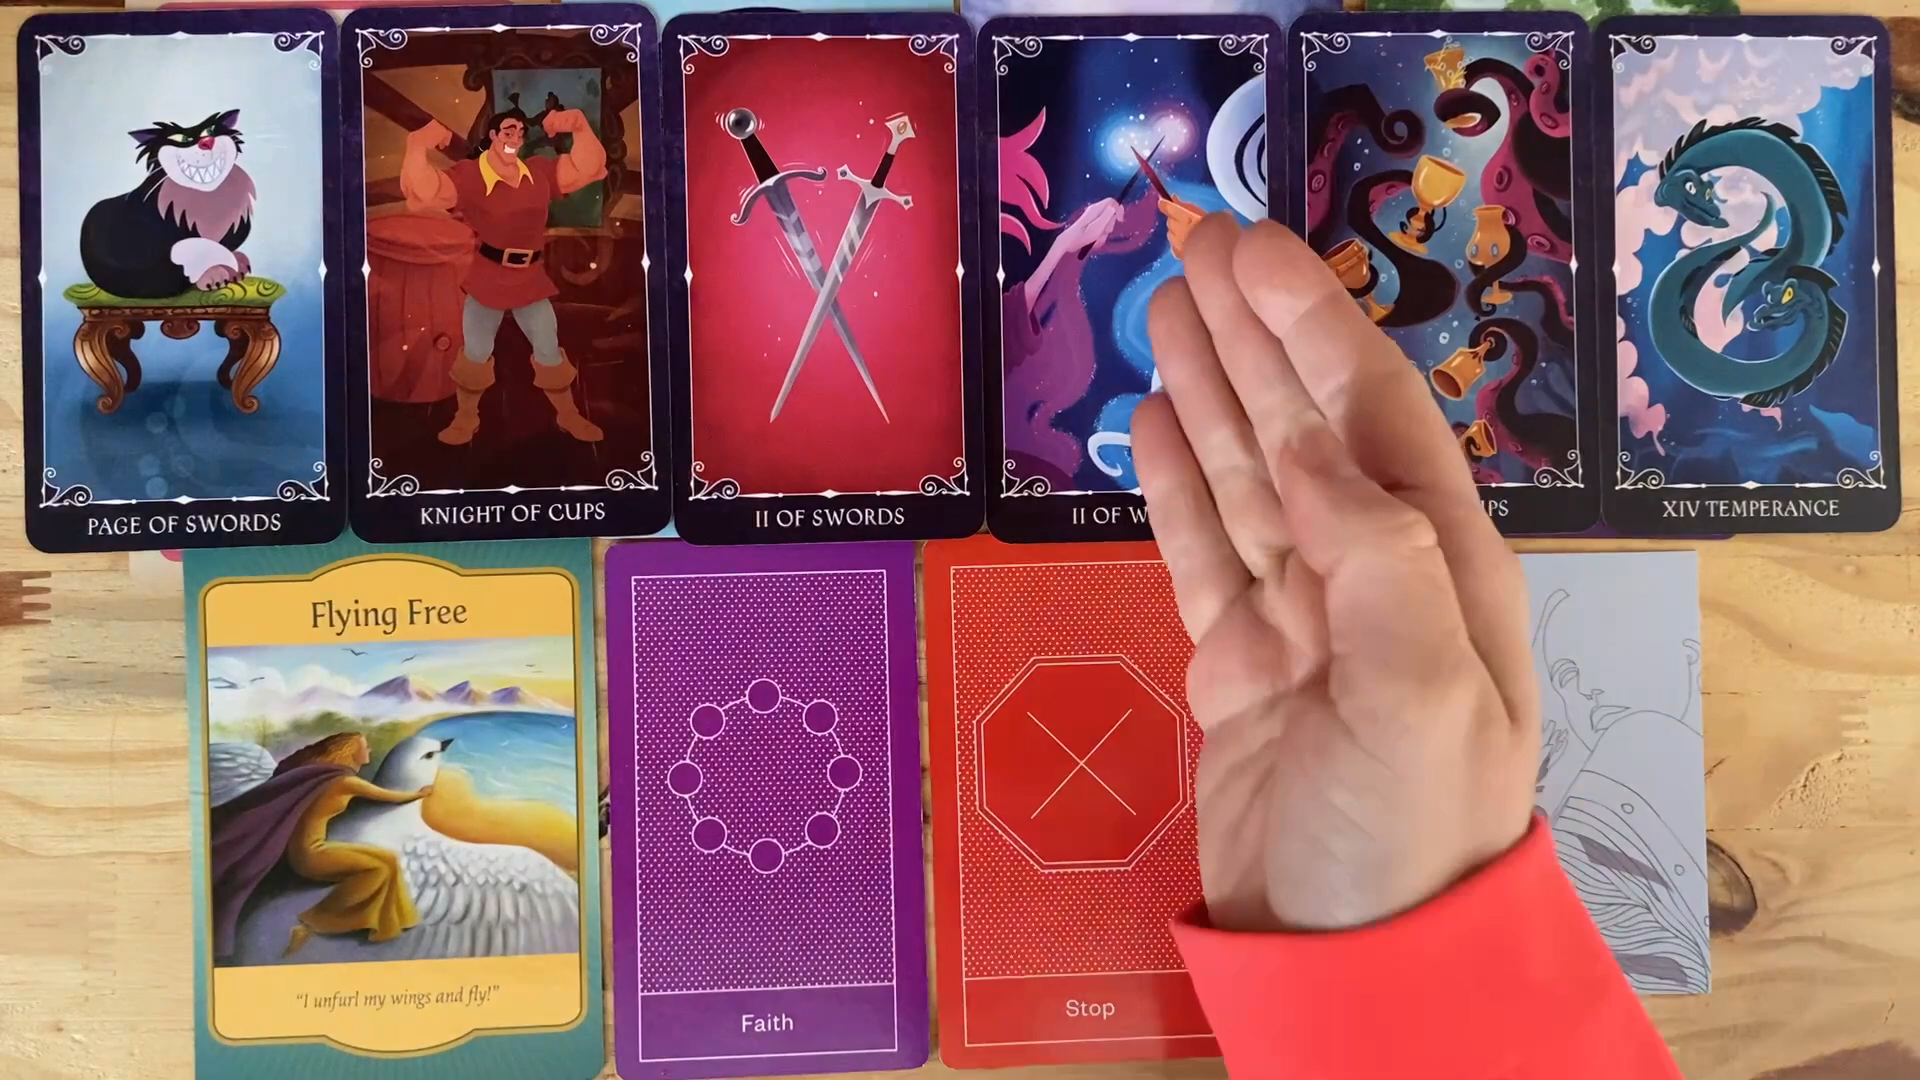 PAGE OF SWORDS
KNIGHT OF CUPS
II OF SWORDS
II OF W
PS
XIV TEMPERANCE
Flying Free
"I unfurl my wings and fly!"
Faith
Stop